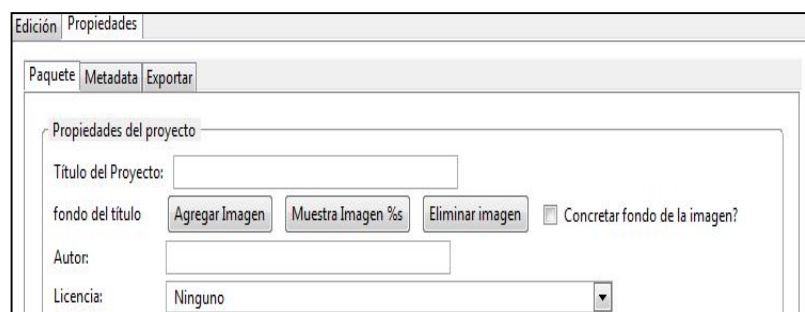 Edición Propiedades
Paquete Metadata Exportar
Propiedades del proyecto
Título del Proyecto:
fondo del título Agregar Imagen Muestra Imagen %s Eliminar imagen Concretar fondo de la imagen?
Autor:
Licencia: Ninguno